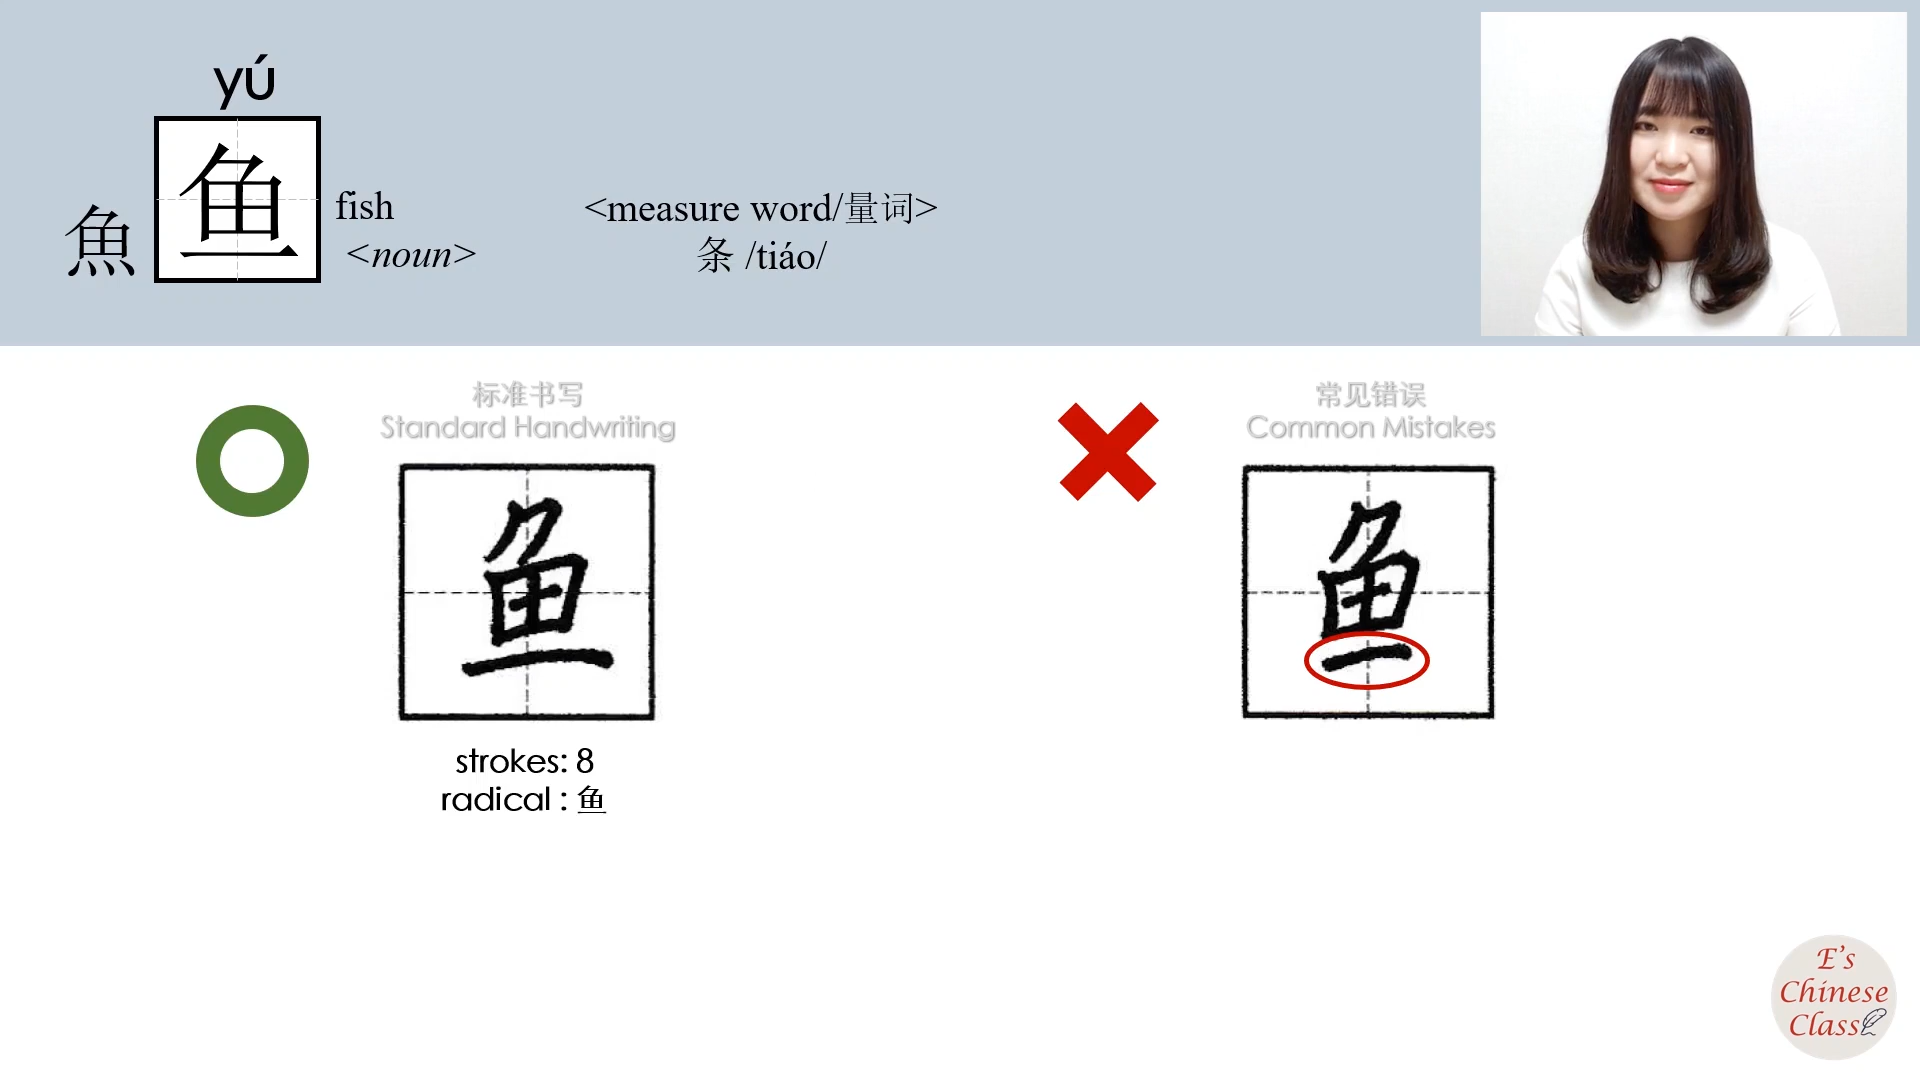 yú
魚
鱼
fish
<noun>
<measure word/量词>
条 /tiáo/
标准书写
Standard Handwriting
鱼
strokes: 8
radical : 鱼
常见错误
Common Mistakes
鱼
E's
Chinese
Class